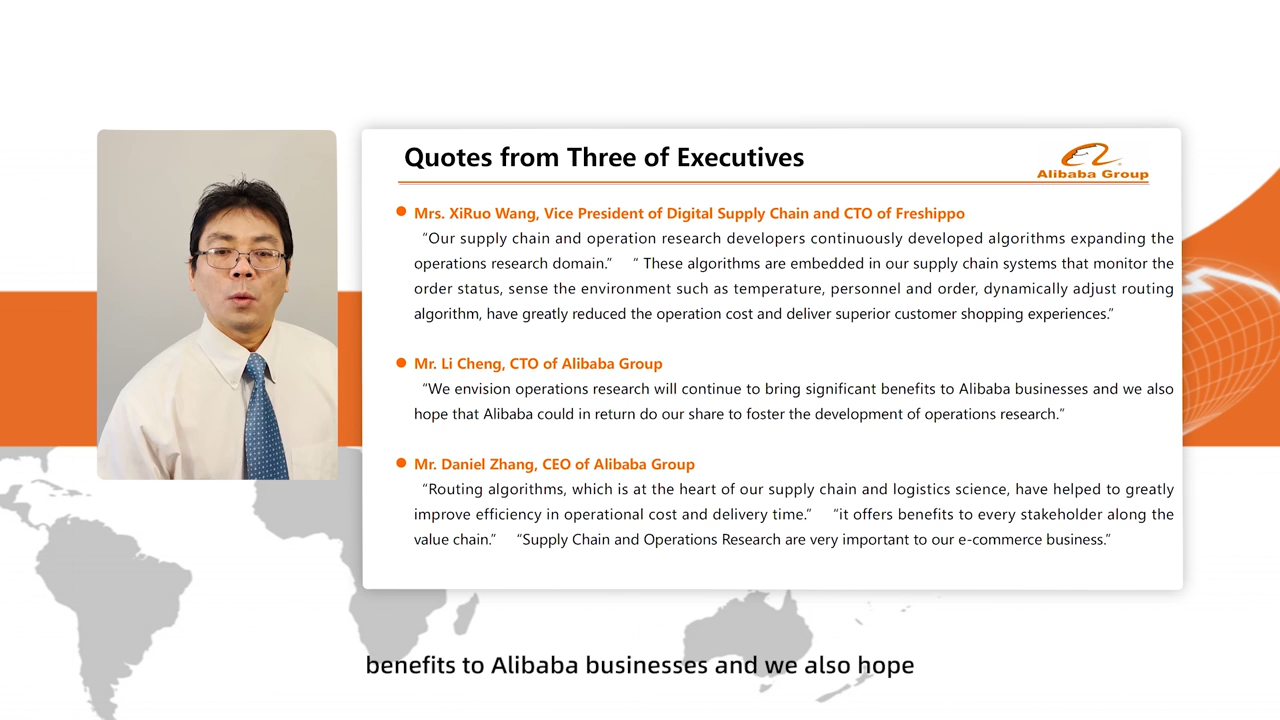 Quotes from Three of Executives
Alibaba Group
Mrs. XiRuo Wang, Vice President of Digital Supply Chain and CTO of Freshippo
“Our supply chain and operation research developers continuously developed algorithms expanding the
operations research domain.” “ These algorithms are embedded in our supply chain systems that monitor the
order status, sense the environment such as temperature, personnel and order, dynamically adjust routing
algorithm, have greatly reduced the operation cost and deliver superior customer shopping experiences.”
Mr. Li Cheng, CTO of Alibaba Group
“We envision operations research will continue to bring significant benefits to Alibaba businesses and we also
hope that Alibaba could in return do our share to foster the development of operations research.”
Mr. Daniel Zhang, CEO of Alibaba Group
“Routing algorithms, which is at the heart of our supply chain and logistics science, have helped to greatly
improve efficiency in operational cost and delivery time.” “it offers benefits to every stakeholder along the
value chain.” “Supply Chain and Operations Research are very important to our e-commerce business.”
benefits to Alibaba businesses and we also hope